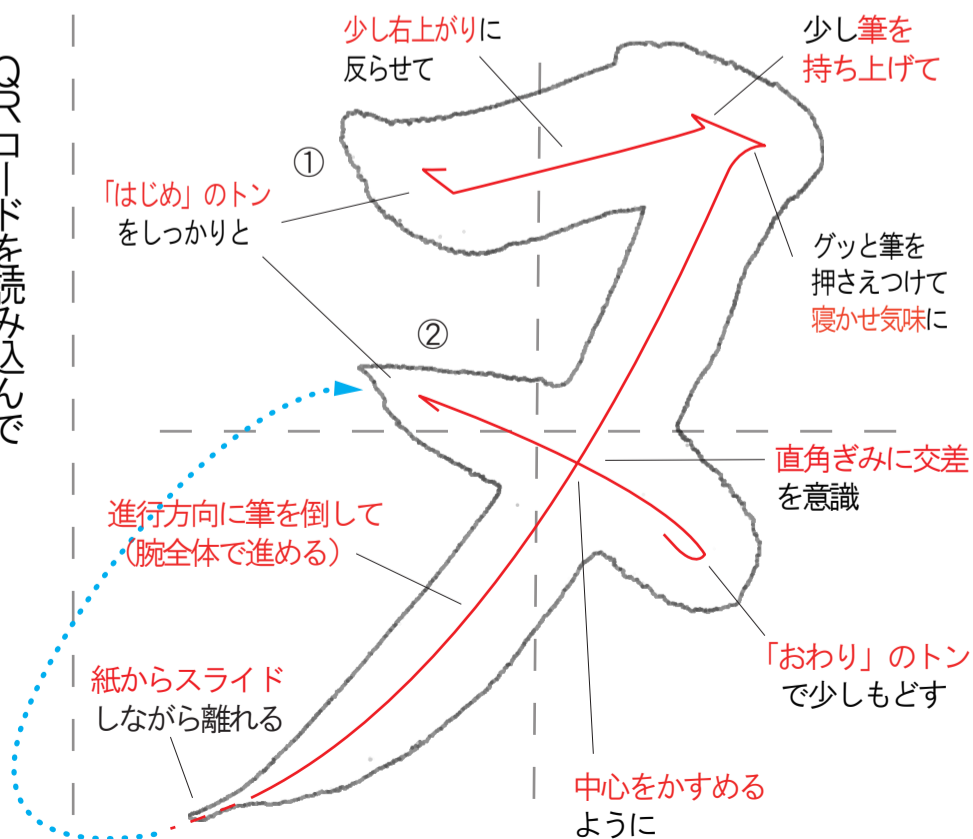 QRコードを読み込んで
少し右上がりに
反らせて
少し筆を
持ち上げて
①
「はじめ」のトン
をしっかりと
グッと筆を
押さえつけて
寝かせ気味に
②
直角ぎみに交差
を意識
進行方向に筆を倒して
(腕全体で進める)
「おわり」のトン
で少しもどす
紙からスライド
しながら離れる
中心をかすめる
ように